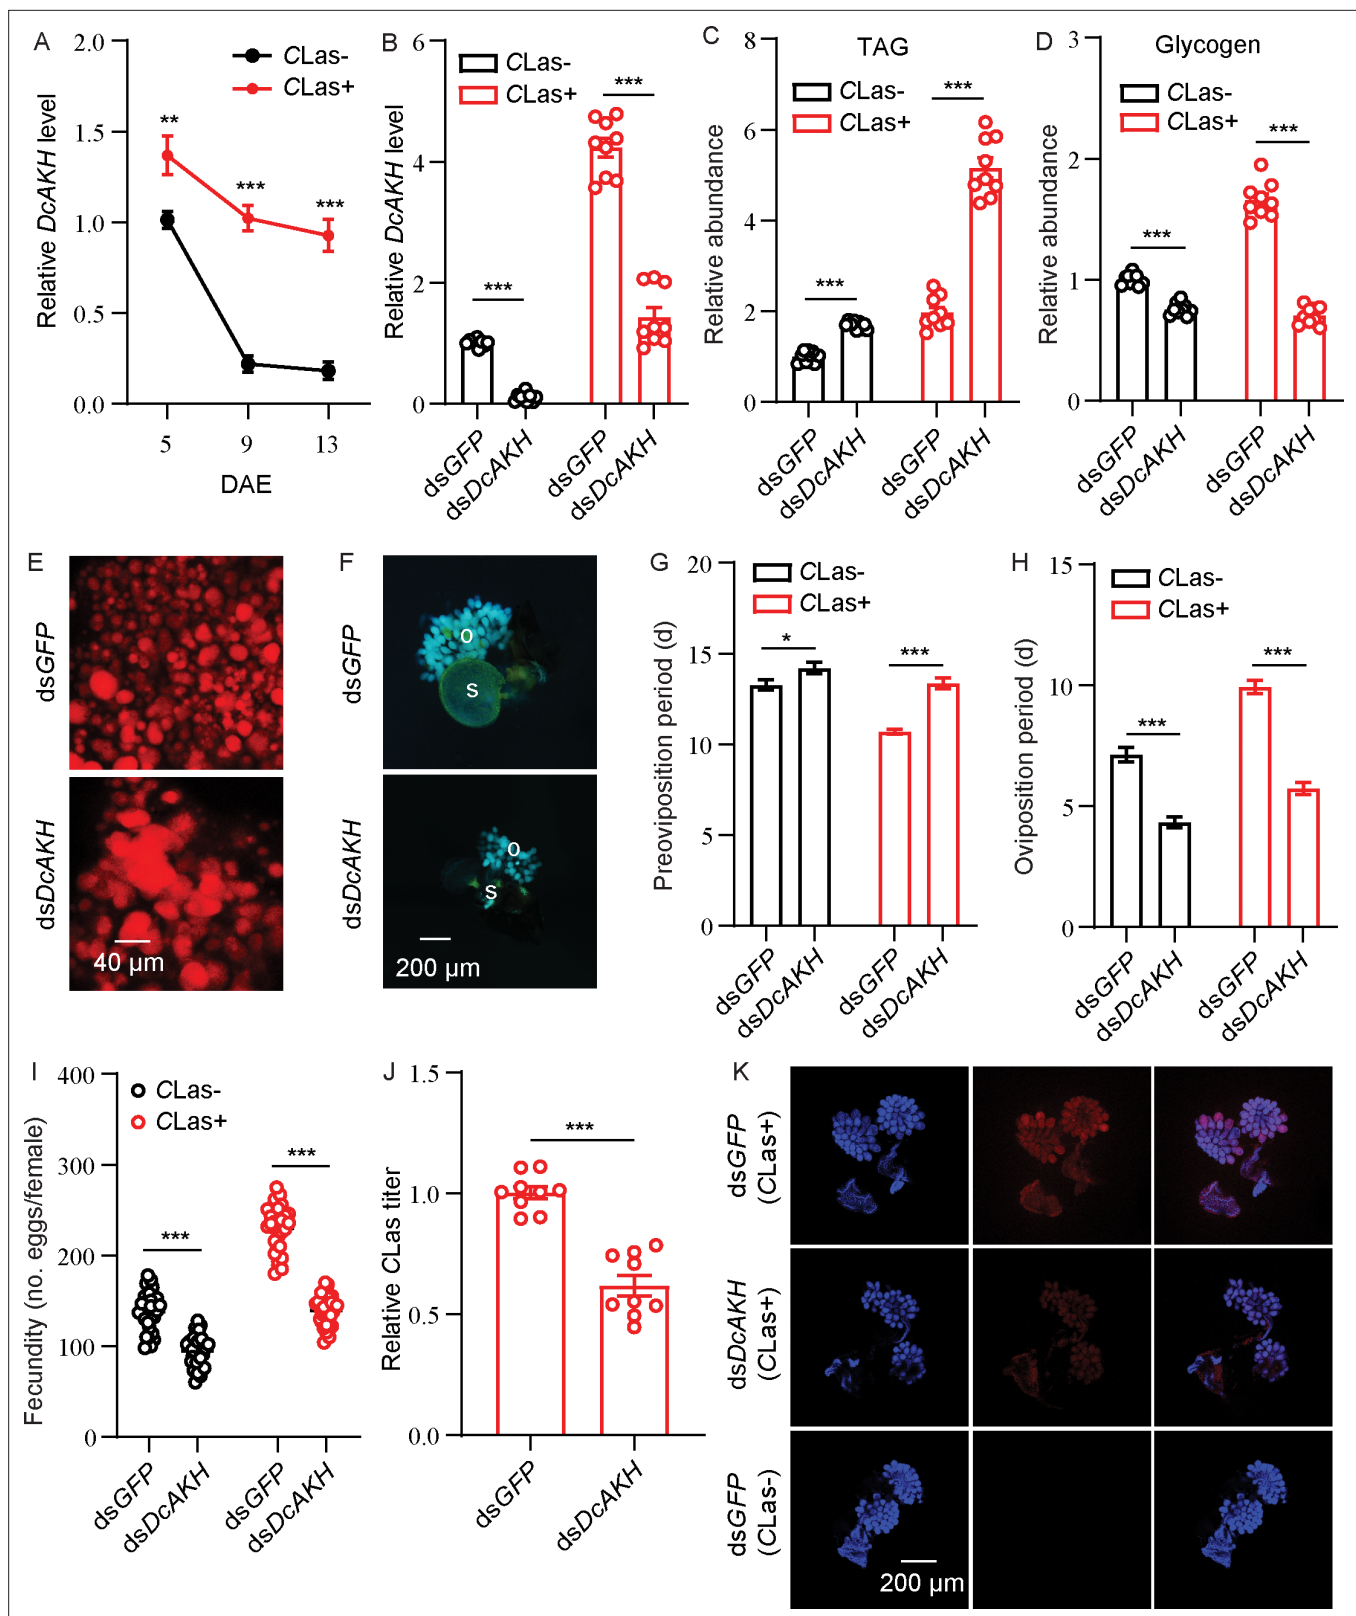 A
2.0
1.5
1.0
0.5
0.0
Relative DcAKH level
CLas-
CLas+
**
***
***
5 9 13
DAE
B
6
4
2
0
Relative DcAKH level
CLas-
CLas+
***
***
dsGFP
dsDcAKH
dsGFP
dsDcAKH
C
TAG
8
6
4
2
0
Relative abundance
CLas-
CLas+
***
***
dsGFP
dsDcAKH
dsGFP
dsDcAKH
D
Glycogen
3
2
1
0
Relative abundance
CLas-
CLas+
***
***
dsGFP
dsDcAKH
dsGFP
dsDcAKH
E
dsGFP
dsDcAKH
40 µm
F
dsGFP
dsDcAKH
o
s
o
s
200 µm
G
20
15
10
5
0
Preoviposition period (d)
CLas-
CLas+
*
***
dsGFP
dsDcAKH
dsGFP
dsDcAKH
H
15
10
5
0
Oviposition period (d)
CLas-
CLas+
***
***
dsGFP
dsDcAKH
dsGFP
dsDcAKH
I
400
300
200
100
0
Fecundity (no. eggs/female)
CLas-
CLas+
***
***
dsGFP
dsDcAKH
dsGFP
dsDcAKH
J
1.5
1.0
0.5
0.0
Relative CLas titer
***
dsGFP
dsDcAKH
K
dsGFP
(CLas+)
dsDcAKH
(CLas+)
dsGFP
(CLas-)
200 µm